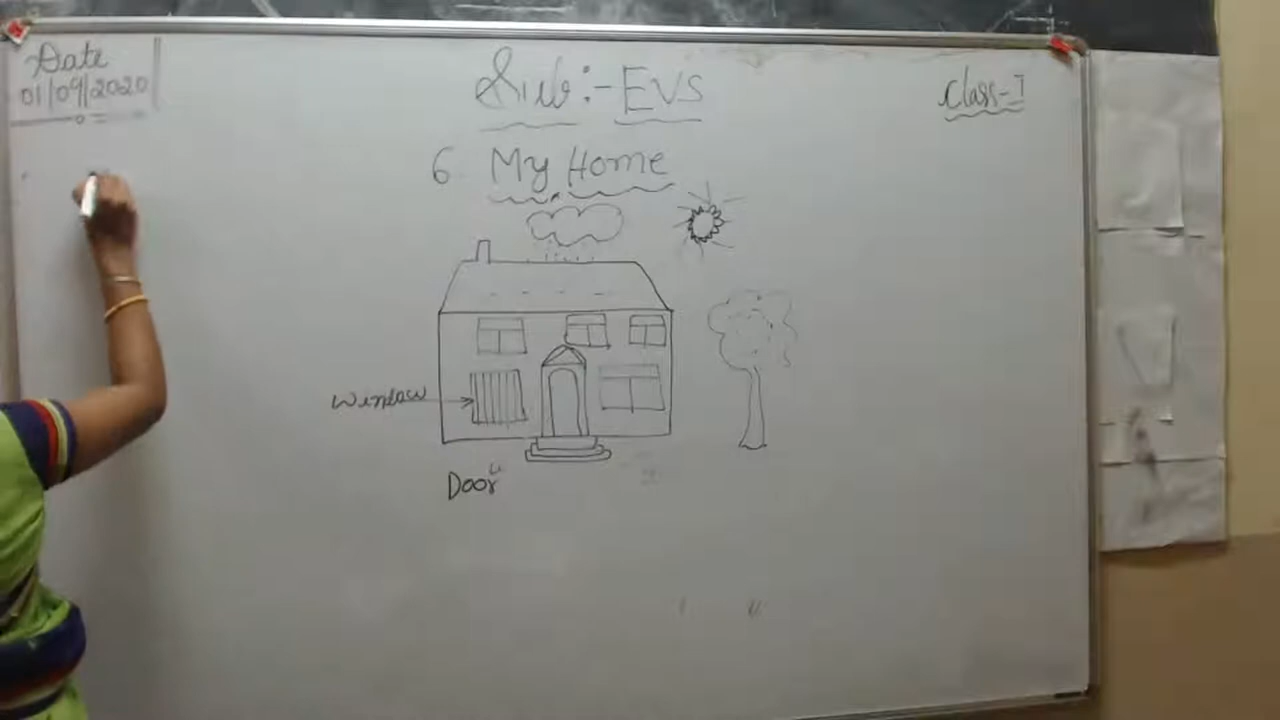 Date
01/09/2020
Sub:- EVS
Class-I
6 My Home
Window
Door